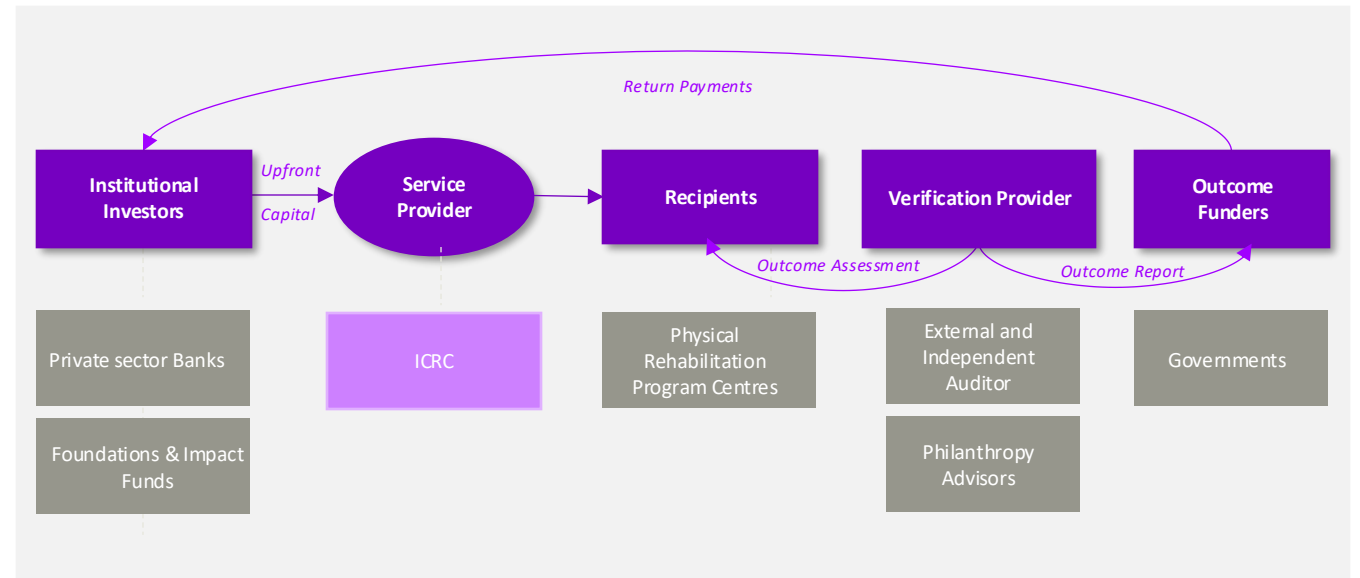 Return Payments
Institutional
Investors
Upfront
Capital
Service
Provider
Recipients
Verification Provider
Outcome
Funders
Outcome Assessment
Outcome Report
Private sector Banks
ICRC
Physical
Rehabilitation
Program Centres
External and
Independent
Auditor
Governments
Foundations & Impact
Funds
Philanthropy
Advisors